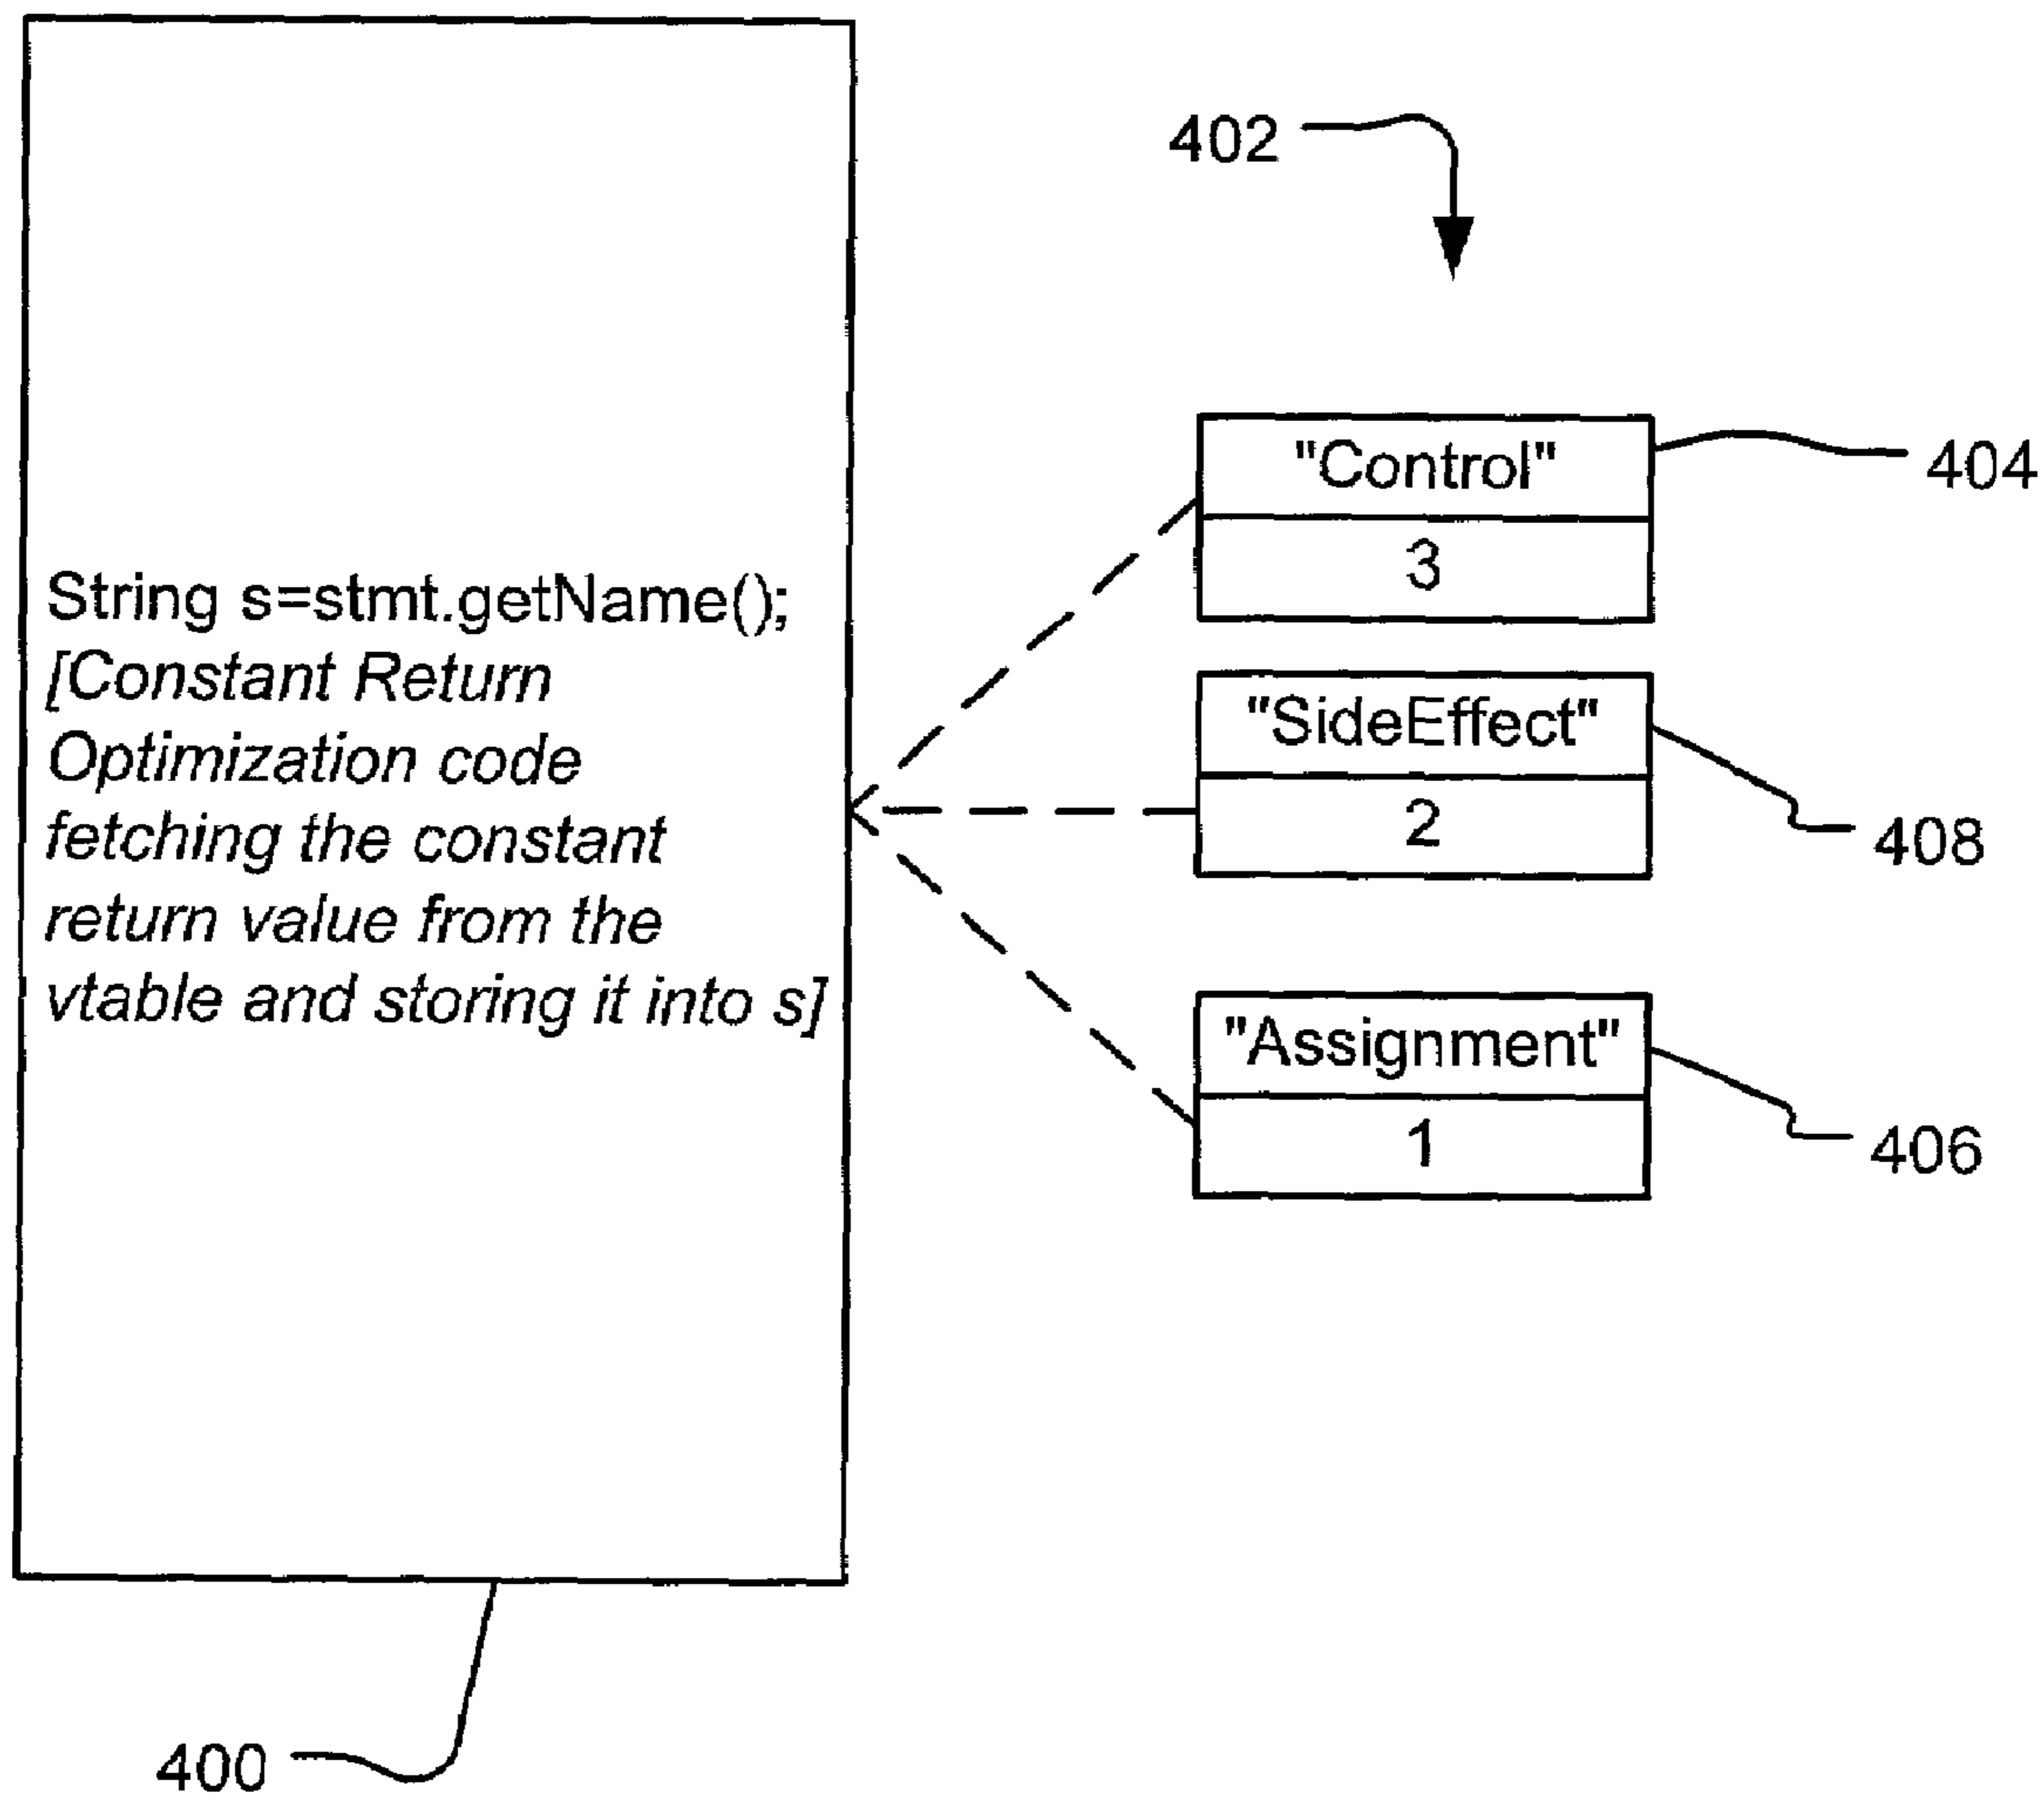 402
"Control"
3
404
"SideEffect"
2
408
"Assignment"
1
406
String s=stmt.getName();
[Constant Return
Optimization code
fetching the constant
return value from the
vtable and storing it into s]
400